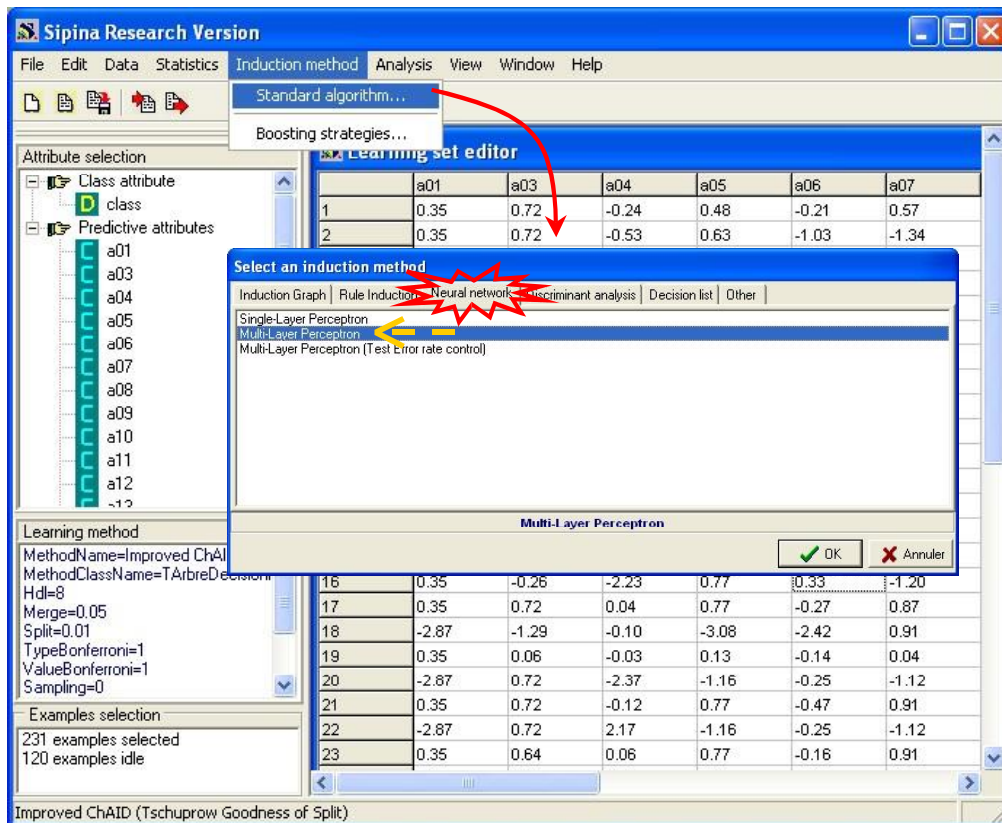 Sipina Research Version
File Edit Data Statistics Induction method Analysis View Window Help
Standard algorithm...
Boosting strategies...
Attribute selection
Class attribute
D class
Predictive attributes
C a01
C a03
C a04
C a05
C a06
C a07
C a08
C a09
C a10
C a11
C a12
Learning method
MethodName=Improved ChAI
MethodClassName=TArbreDecision
Hdl=8
Merge=0.05
Split=0.01
TypeBonferroni=1
ValueBonferroni=1
Sampling=0
Examples selection
231 examples selected
120 examples idle
Learning set editor
a01 a03 a04 a05 a06 a07
1 0.35 0.72 -0.24 0.48 -0.21 0.57
2 0.35 0.72 -0.53 0.63 -1.03 -1.34
Select an induction method
Induction Graph Rule Induction Neural network Discriminant analysis Decision list Other
Single-Layer Perceptron
Multi-Layer Perceptron
Multi-Layer Perceptron (Test Error rate control)
Multi-Layer Perceptron
OK Annuler
16 0.35 -0.26 -2.23 0.77 0.33 -1.20
17 0.35 0.72 0.04 0.77 -0.27 0.87
18 -2.87 -1.29 -0.10 -3.08 -2.42 0.91
19 0.35 0.06 -0.03 0.13 -0.14 0.04
20 -2.87 0.72 -2.37 -1.16 -0.25 -1.12
21 0.35 0.72 -0.12 0.77 -0.47 0.91
22 -2.87 0.72 2.17 -1.16 -0.25 -1.12
23 0.35 0.64 0.06 0.77 -0.16 0.91
Improved ChAID (Tschuprow Goodness of Split)